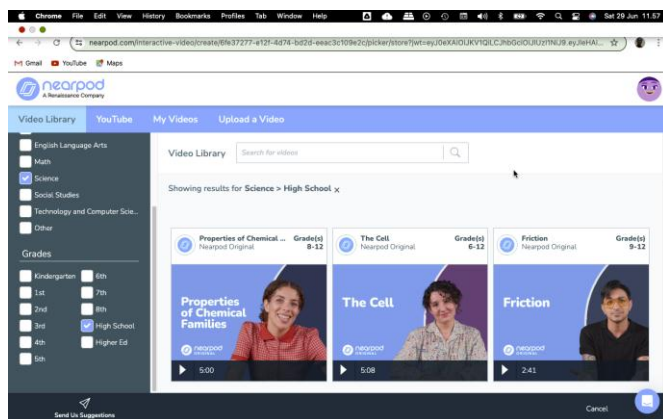 Chrome File Edit View History Bookmarks Profiles Tab Window Help Sat 29 Jun 11.57
Gmail YouTube Maps
nearpod
A Renaissance Company
Video Library YouTube My Videos Upload a Video
English Language Arts
Math
Science
Social Studies
Technology and Computer Scie...
Other
Grades
Kindergarten 6th
1st 7th
2nd 8th
3rd High School
4th Higher Ed
5th
Video Library Search for videos
Showing results for Science > High School x
Properties of Chemical ... Grade(s)
Nearpod Original 8-12
The Cell Grade(s)
Nearpod Original 6-12
Friction Grade(s)
Nearpod Original 9-12
Properties
of Chemical
Families
nearpod
ORIGINAL
5:00
The Cell
nearpod
ORIGINAL
5:08
Friction
nearpod
ORIGINAL
2:41
Send Us Suggestions
Cancel